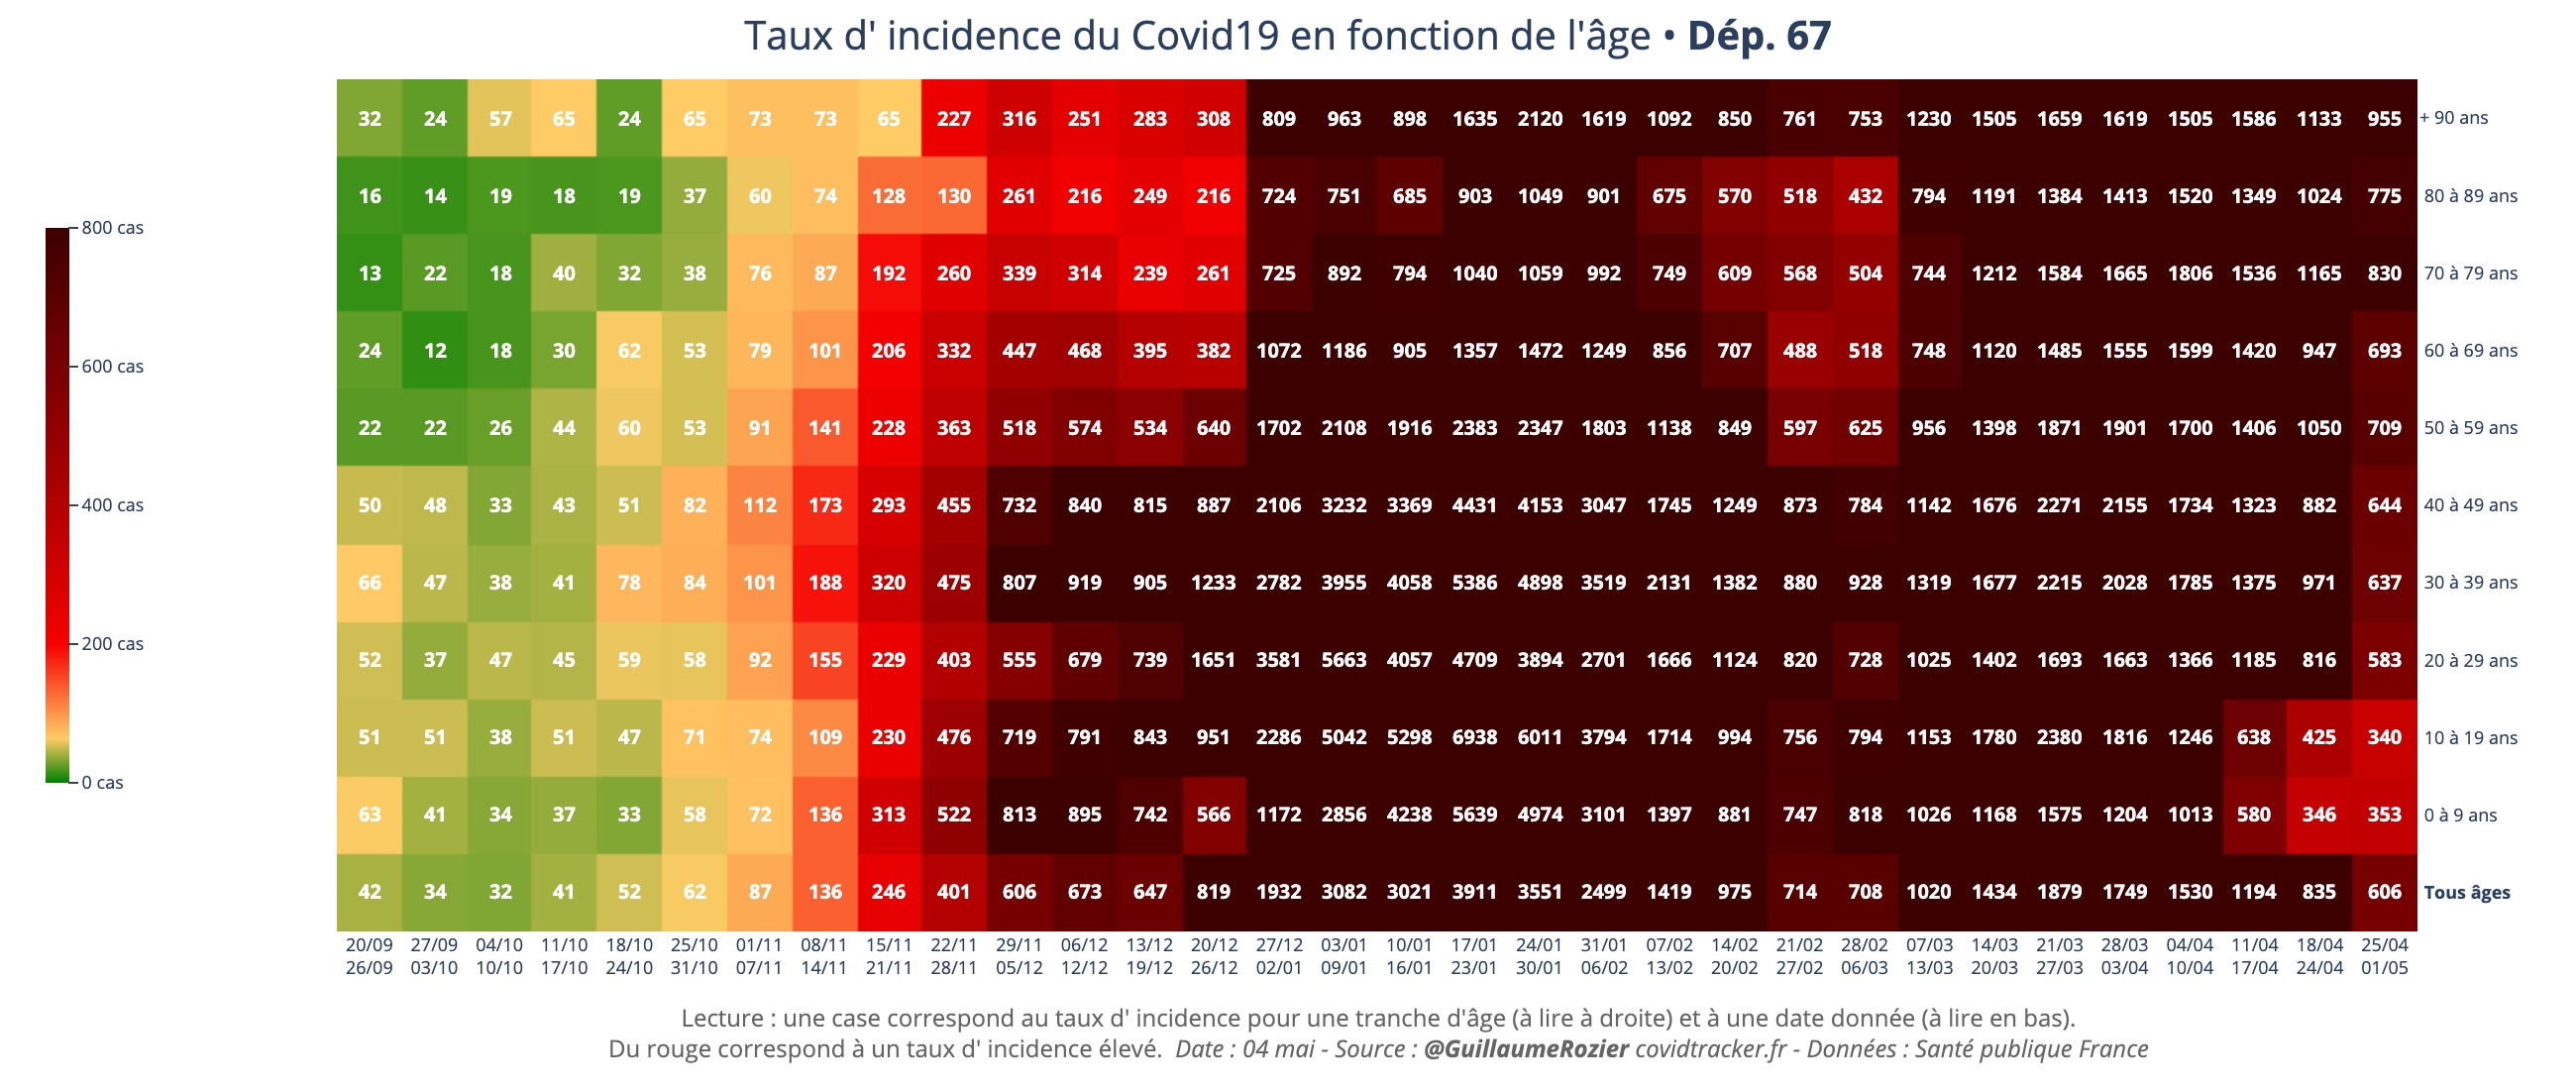 Taux d' incidence du Covid19 en fonction de l'âge • Dép. 67
32 24 57 65 24 65 73 73 65 227 316 251 283 308 809 963 898 1635 2120 1619 1092 850 761 753 1230 1505 1659 1619 1505 1586 1133 955 + 90 ans
16 14 19 18 19 37 60 74 128 130 261 216 249 216 724 751 685 903 1049 901 675 570 518 432 794 1191 1384 1413 1520 1349 1024 775 80 à 89 ans
800 cas
13 22 18 40 32 38 76 87 192 260 339 314 239 261 725 892 794 1040 1059 992 749 609 568 504 744 1212 1584 1665 1806 1536 1165 830 70 à 79 ans
24 12 18 30 62 53 79 101 206 332 447 468 395 382 1072 1186 905 1357 1472 1249 856 707 488 518 748 1120 1485 1555 1599 1420 947 693 60 à 69 ans
600 cas
22 22 26 44 60 53 91 141 228 363 518 574 534 640 1702 2108 1916 2383 2347 1803 1138 849 597 625 956 1398 1871 1901 1700 1406 1050 709 50 à 59 ans
400 cas
50 48 33 43 51 82 112 173 293 455 732 840 815 887 2106 3232 3369 4431 4153 3047 1745 1249 873 784 1142 1676 2271 2155 1734 1323 882 644 40 à 49 ans
66 47 38 41 78 84 101 188 320 475 807 919 905 1233 2782 3955 4058 5386 4898 3519 2131 1382 880 928 1319 1677 2215 2028 1785 1375 971 637 30 à 39 ans
200 cas
52 37 47 45 59 58 92 155 229 403 555 679 739 1651 3581 5663 4057 4709 3894 2701 1666 1124 820 728 1025 1402 1693 1663 1366 1185 816 583 20 à 29 ans
51 51 38 51 47 71 74 109 230 476 719 791 843 951 2286 5042 5298 6938 6011 3794 1714 994 756 794 1153 1780 2380 1816 1246 638 425 340 10 à 19 ans
0 cas
63 41 34 37 33 58 72 136 313 522 813 895 742 566 1172 2856 4238 5639 4974 3101 1397 881 747 818 1026 1168 1575 1204 1013 580 346 353 0 à 9 ans
42 34 32 41 52 62 87 136 246 401 606 673 647 819 1932 3082 3021 3911 3551 2499 1419 975 714 708 1020 1434 1879 1749 1530 1194 835 606 Tous âges
20/09 27/09 04/10 11/10 18/10 25/10 01/11 08/11 15/11 22/11 29/11 06/12 13/12 20/12 27/12 03/01 10/01 17/01 24/01 31/01 07/02 14/02 21/02 28/02 07/03 14/03 21/03 28/03 04/04 11/04 18/04 25/04
26/09 03/10 10/10 17/10 24/10 31/10 07/11 14/11 21/11 28/11 05/12 12/12 19/12 26/12 02/01 09/01 16/01 23/01 30/01 06/02 13/02 20/02 27/02 06/03 13/03 20/03 27/03 03/04 10/04 17/04 24/04 01/05
Lecture : une case correspond au taux d' incidence pour une tranche d'âge (à lire à droite) et à une date donnée (à lire en bas).
Du rouge correspond à un taux d' incidence élevé. Date : 04 mai - Source : @GuillaumeRozier covidtracker.fr - Données : Santé publique France